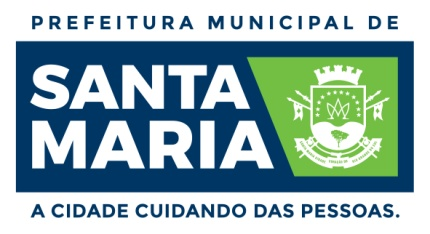 PREFEITURA MUNICIPAL DE
SANTA
MARIA
A CIDADE CUIDANDO DAS PESSOAS.